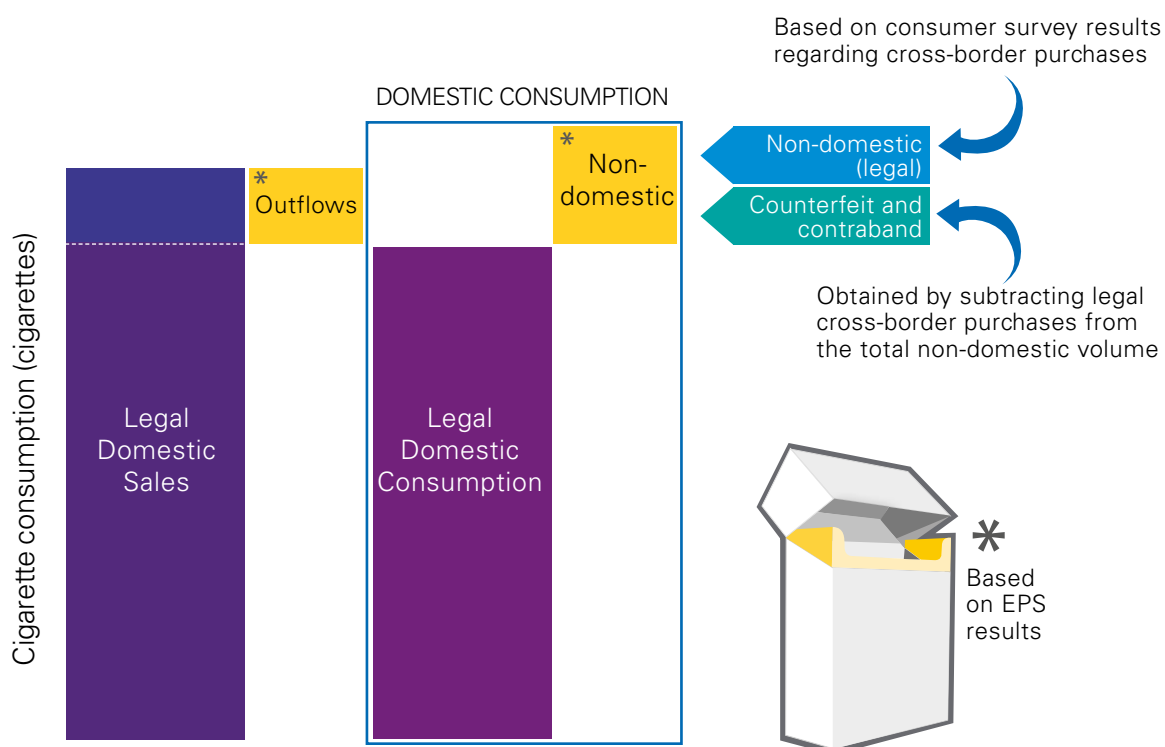 Based on consumer survey results
regarding cross-border purchases
DOMESTIC CONSUMPTION
Cigarette consumption (cigarettes)
Legal
Domestic
Sales
*
Outflows
Legal
Domestic
Consumption
*
Non-
domestic
Non-domestic
(legal)
Counterfeit and
contraband
Obtained by subtracting legal
cross-border purchases from
the total non-domestic volume
*
Based
on EPS
results